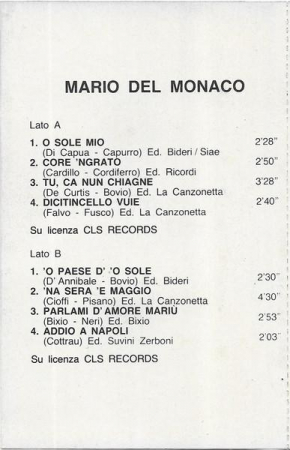 MARIO DEL MONACO
Lato A
1. O SOLE MIO 2'28"
(Di Capua - Capurro) Ed. Bideri / Siae
2. CORE 'NGRATO 2'50"
(Cardillo - Cordiferro) Ed. Ricordi
3. TU, CA NUN CHIAGNE 3'28"
(De Curtis - Bovio) Ed. La Canzonetta
4. DICITINCELLO VUIE 2'40"
(Falvo - Fusco) Ed. La Canzonetta
Su licenza CLS RECORDS
Lato B
1. 'O PAESE D' 'O SOLE 2'30"
(D'Annibale - Bovio) Ed. Bideri
2. 'NA SERA 'E MAGGIO 4'30"
(Cioffi - Pisano) Ed. La Canzonetta
3. PARLAMI D'AMORE MARIÙ 2'53"
(Bixio - Neri) Ed. Bixio
4. ADDIO A NAPOLI 2'03"
(Cottrau) Ed. Suvini Zerboni
Su licenza CLS RECORDS